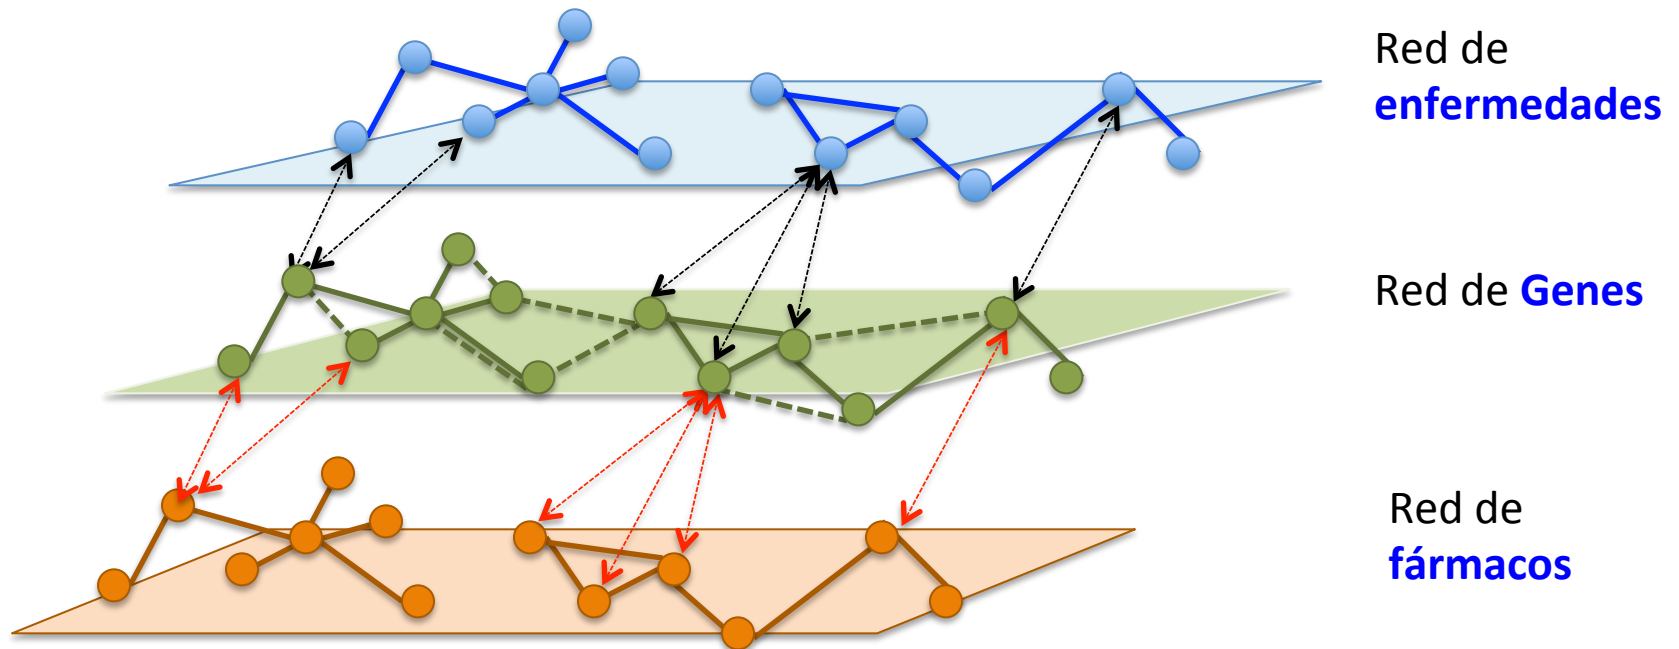 Red de
enfermedades
Red de Genes
Red de
fármacos